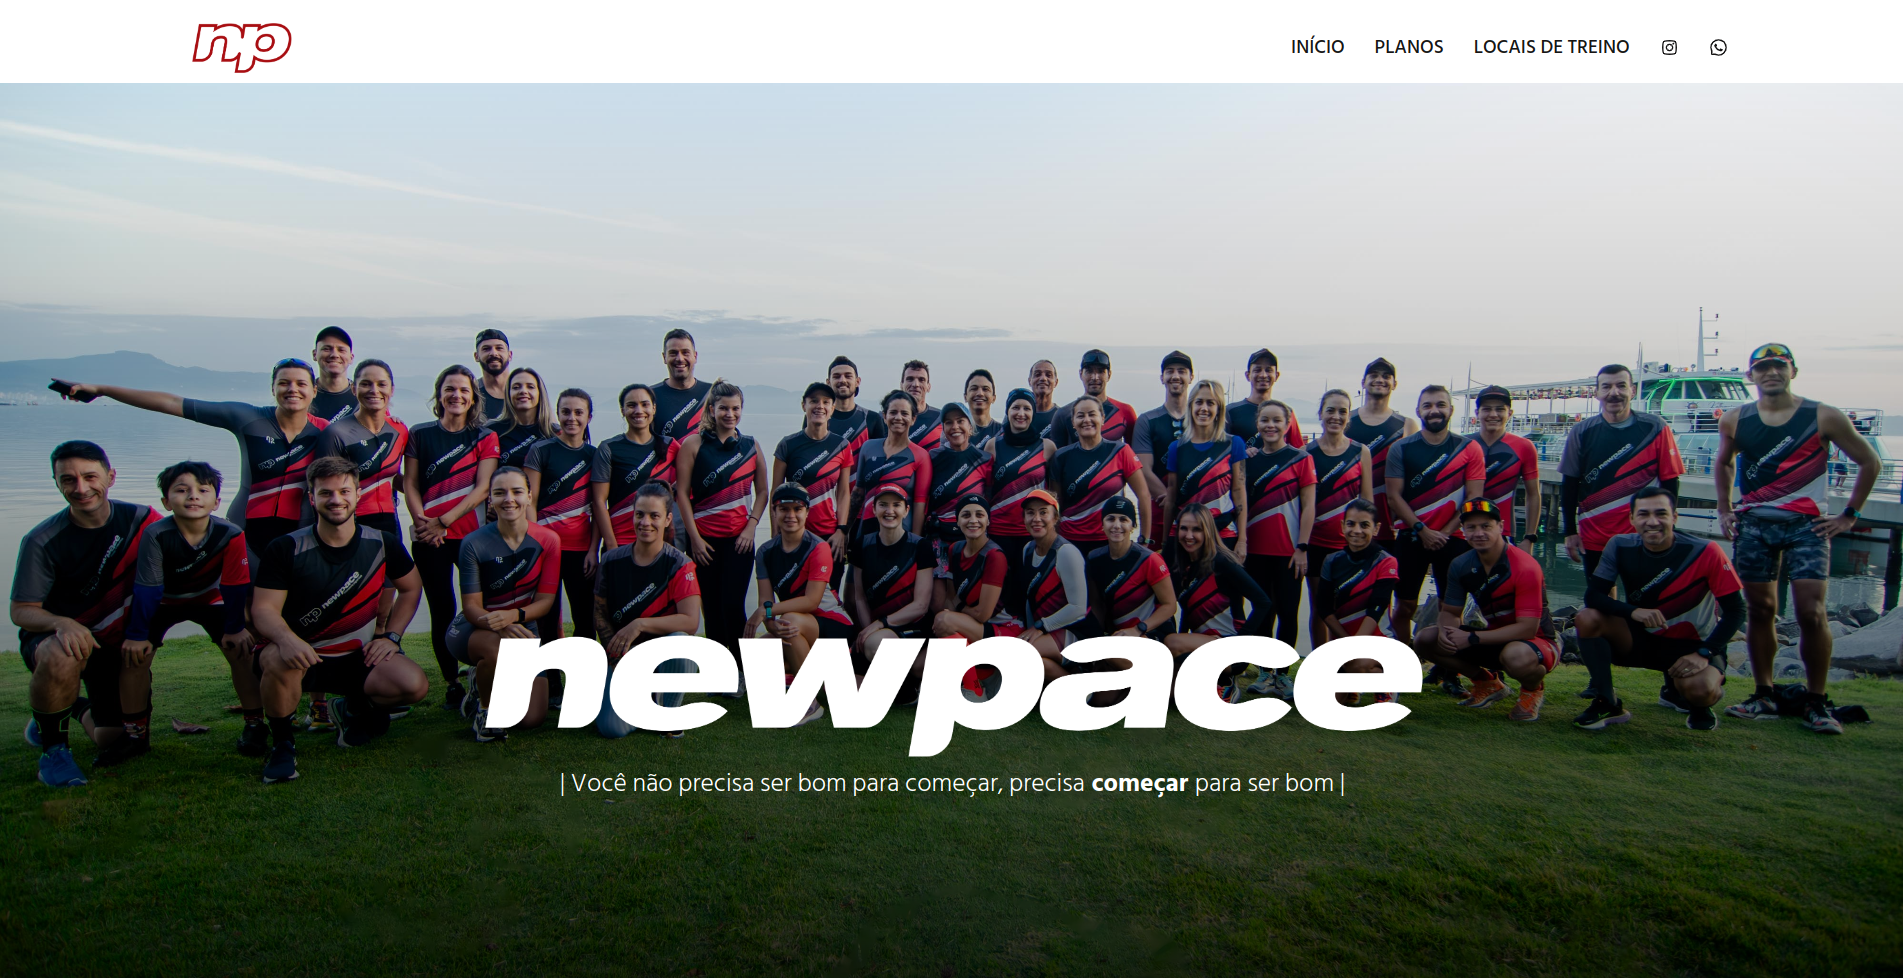 np
INÍCIO PLANOS LOCAIS DE TREINO
newpace
| Você não precisa ser bom para começar, precisa começar para ser bom |